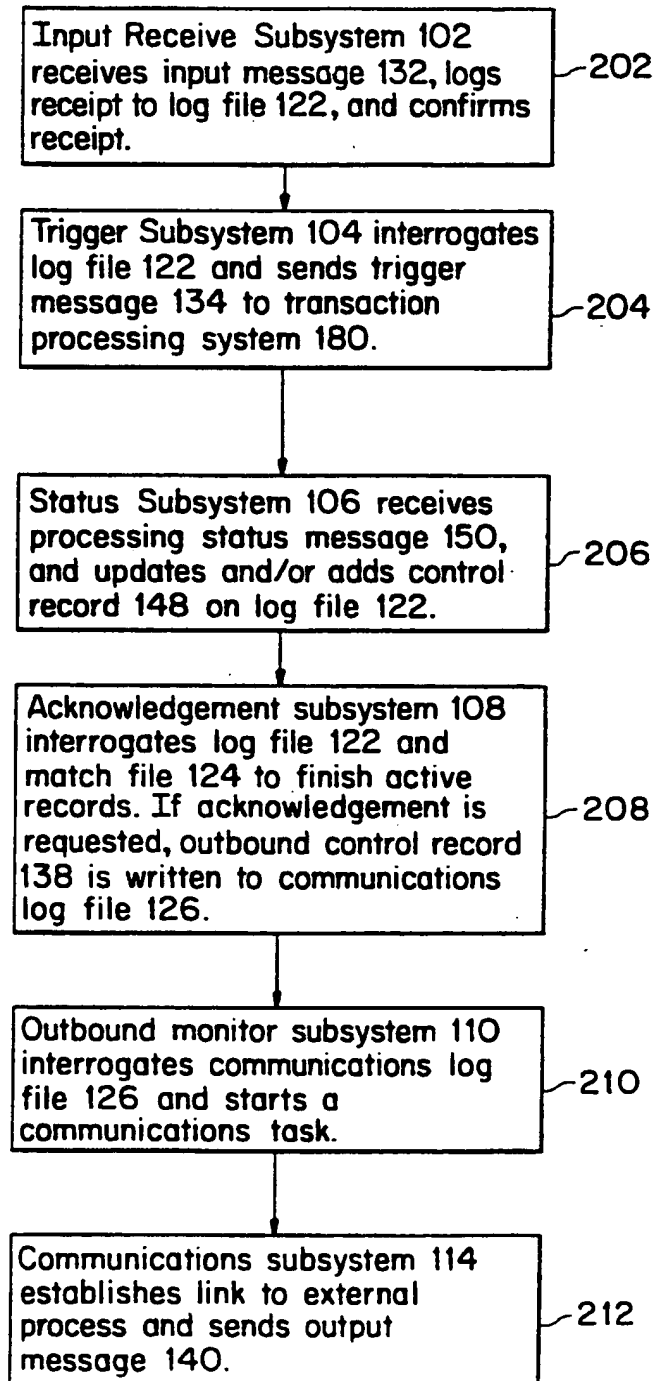 Input Receive Subsystem 102
receives input message 132, logs
receipt to log file 122, and confirms
receipt.
202
Trigger Subsystem 104 interrogates
log file 122 and sends trigger
message 134 to transaction
processing system 180.
204
Status Subsystem 106 receives
processing status message 150,
and updates and/or adds control
record 148 on log file 122.
206
Acknowledgement subsystem 108
interrogates log file 122 and
match file 124 to finish active
records. If acknowledgement is
requested, outbound control record
138 is written to communications
log file 126.
208
Outbound monitor subsystem 110
interrogates communications log
file 126 and starts a
communications task.
210
Communications subsystem 114
establishes link to external
process and sends output
message 140.
212